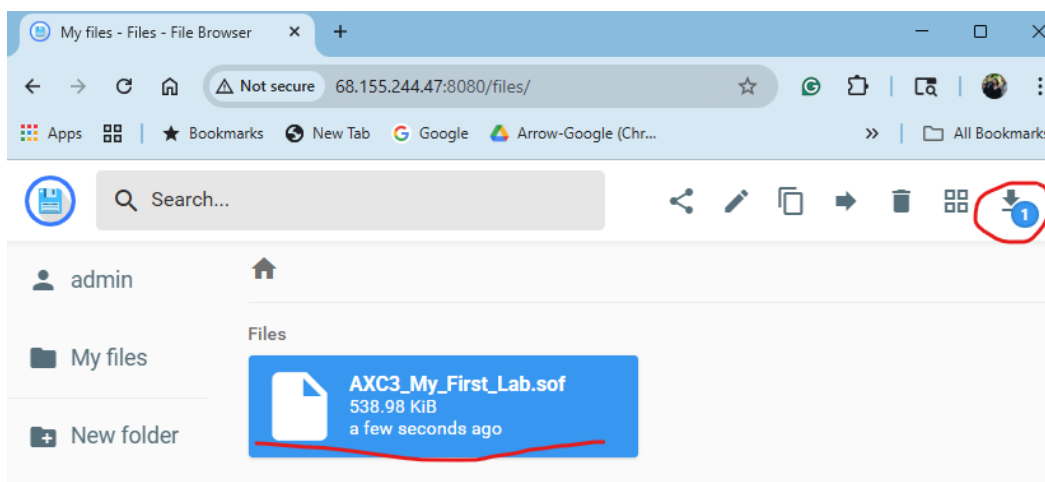 My files - Files - File Browser
Not secure 68.155.244.47:8080/files/
Apps Bookmarks New Tab Google Arrow-Google (Chr... » All Bookmarks
Search...
1
admin
My files
New folder
Files
AXC3_My_First_Lab.sof
538.98 KiB
a few seconds ago